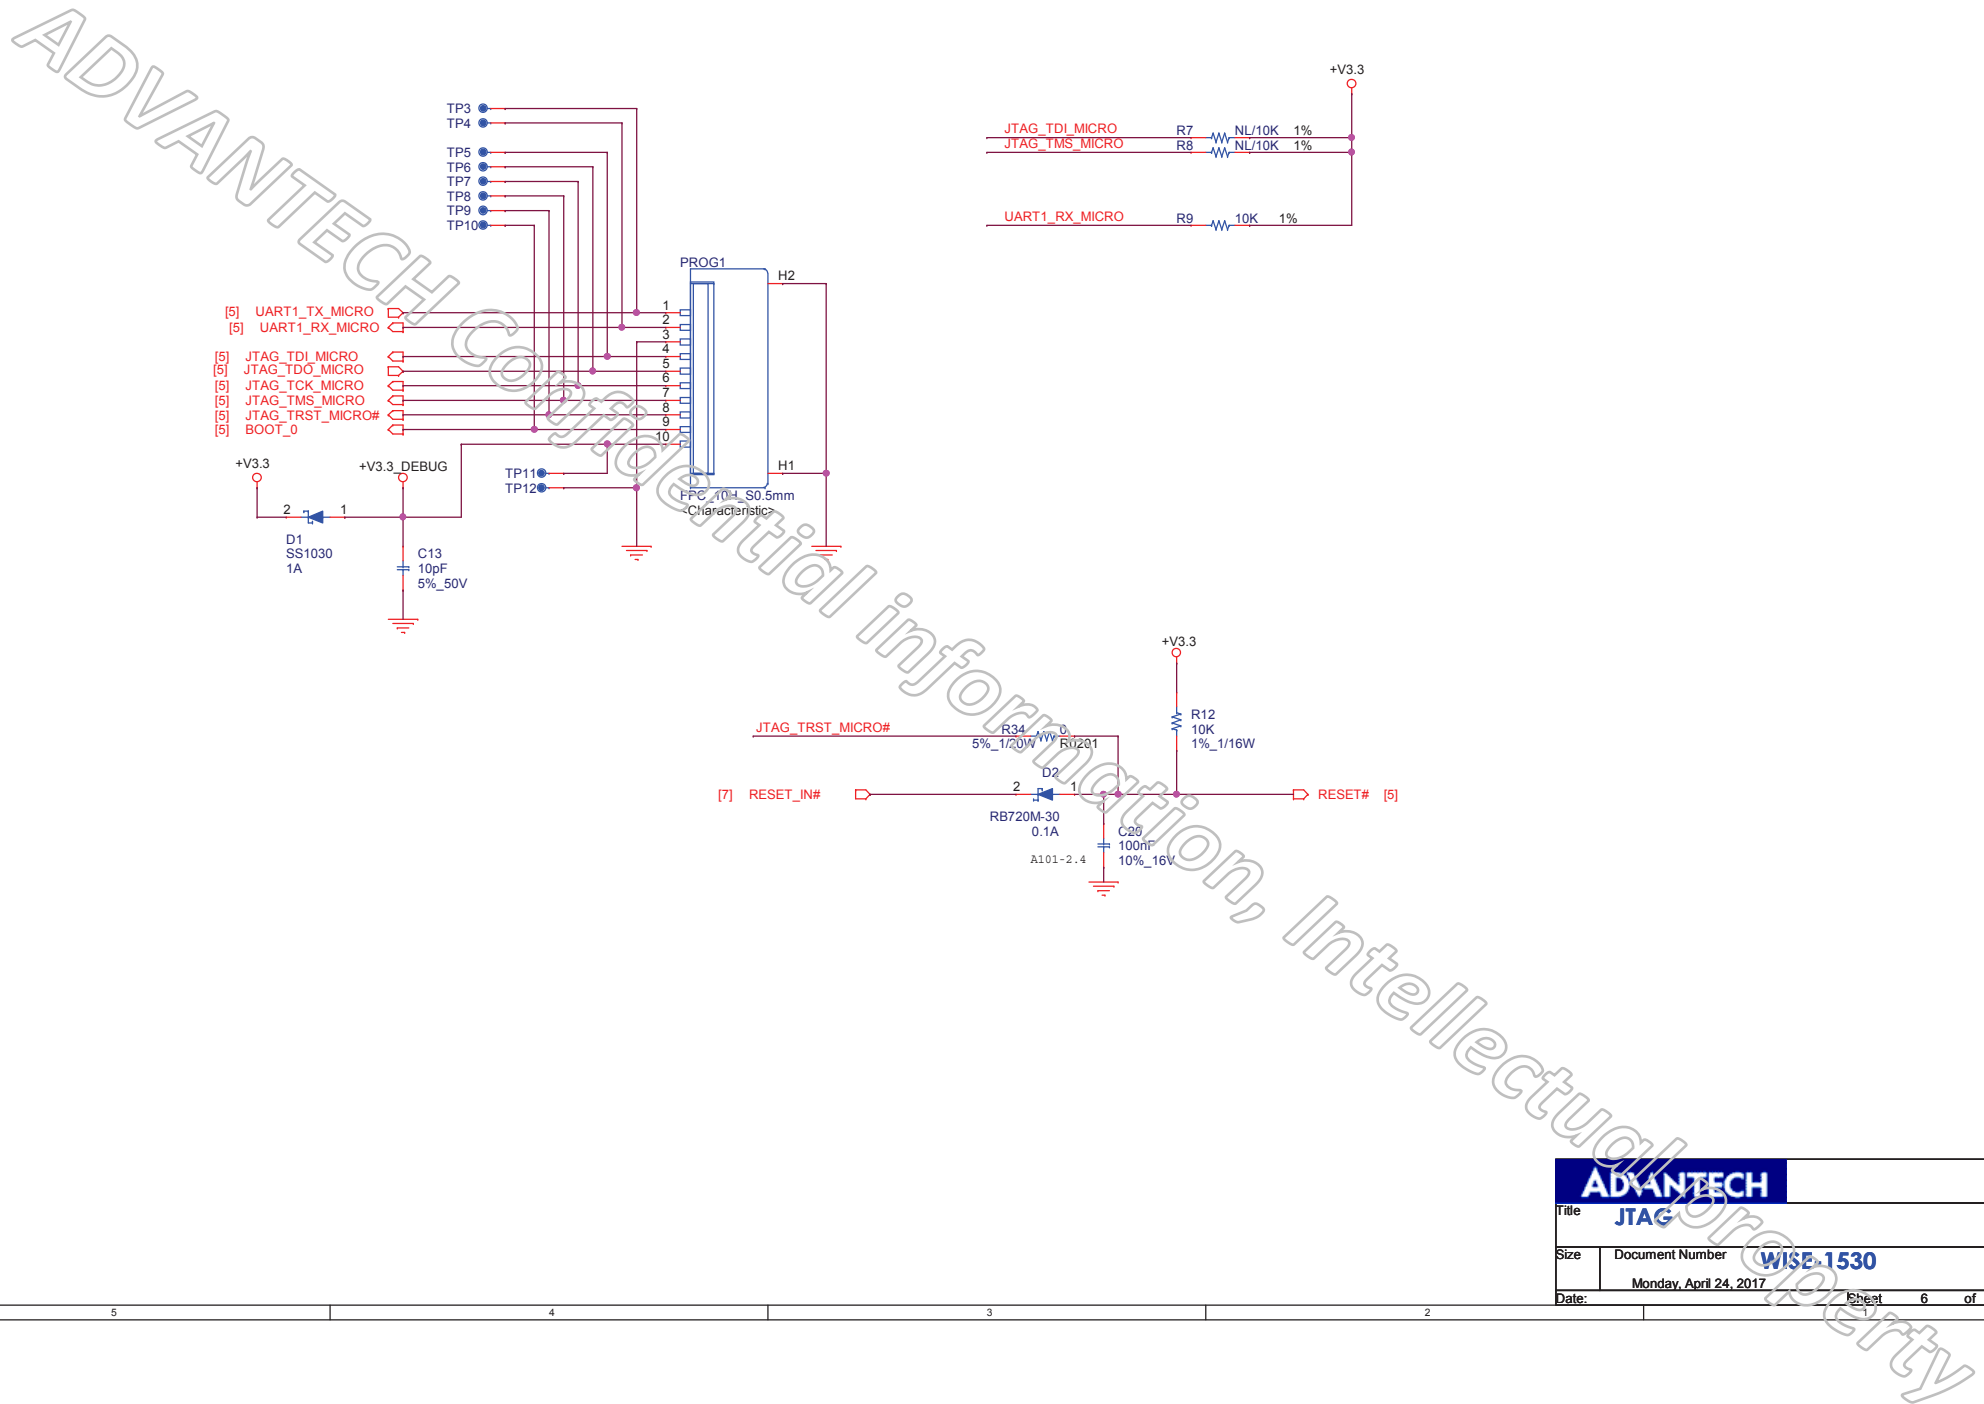 ADVANTECH Confidential information, Intellectual property
TP3
TP4
TP5
TP6
TP7
TP8
TP9
TP10
+V3.3
JTAG_TDI_MICRO R7 NL/10K 1%
JTAG_TMS_MICRO R8 NL/10K 1%
UART1_RX_MICRO R9 10K 1%
PROG1
H2
[5] UART1_TX_MICRO 1
[5] UART1_RX_MICRO 2
3
[5] JTAG_TDI_MICRO 4
[5] JTAG_TDO_MICRO 5
[5] JTAG_TCK_MICRO 6
[5] JTAG_TMS_MICRO 7
[5] JTAG_TRST_MICRO# 8
[5] BOOT_0 9
10
+V3.3 +V3.3_DEBUG H1
TP11
TP12
FPC_10H_S0.5mm
<Characteristic>
2 1
D1
SS1030
1A
C13
10pF
5%_50V
+V3.3
R12
10K
1%_1/16W
JTAG_TRST_MICRO# R34 0
5%_1/20W R0201
D2
[7] RESET_IN# 2 1 RESET# [5]
RB720M-30
0.1A
C20
100nF
10%_16V
A101-2.4
ADVANTECH
Title JTAG
Size Document Number WISE-1530
Monday, April 24, 2017
Date: Sheet 6 of
5 4 3 2 1